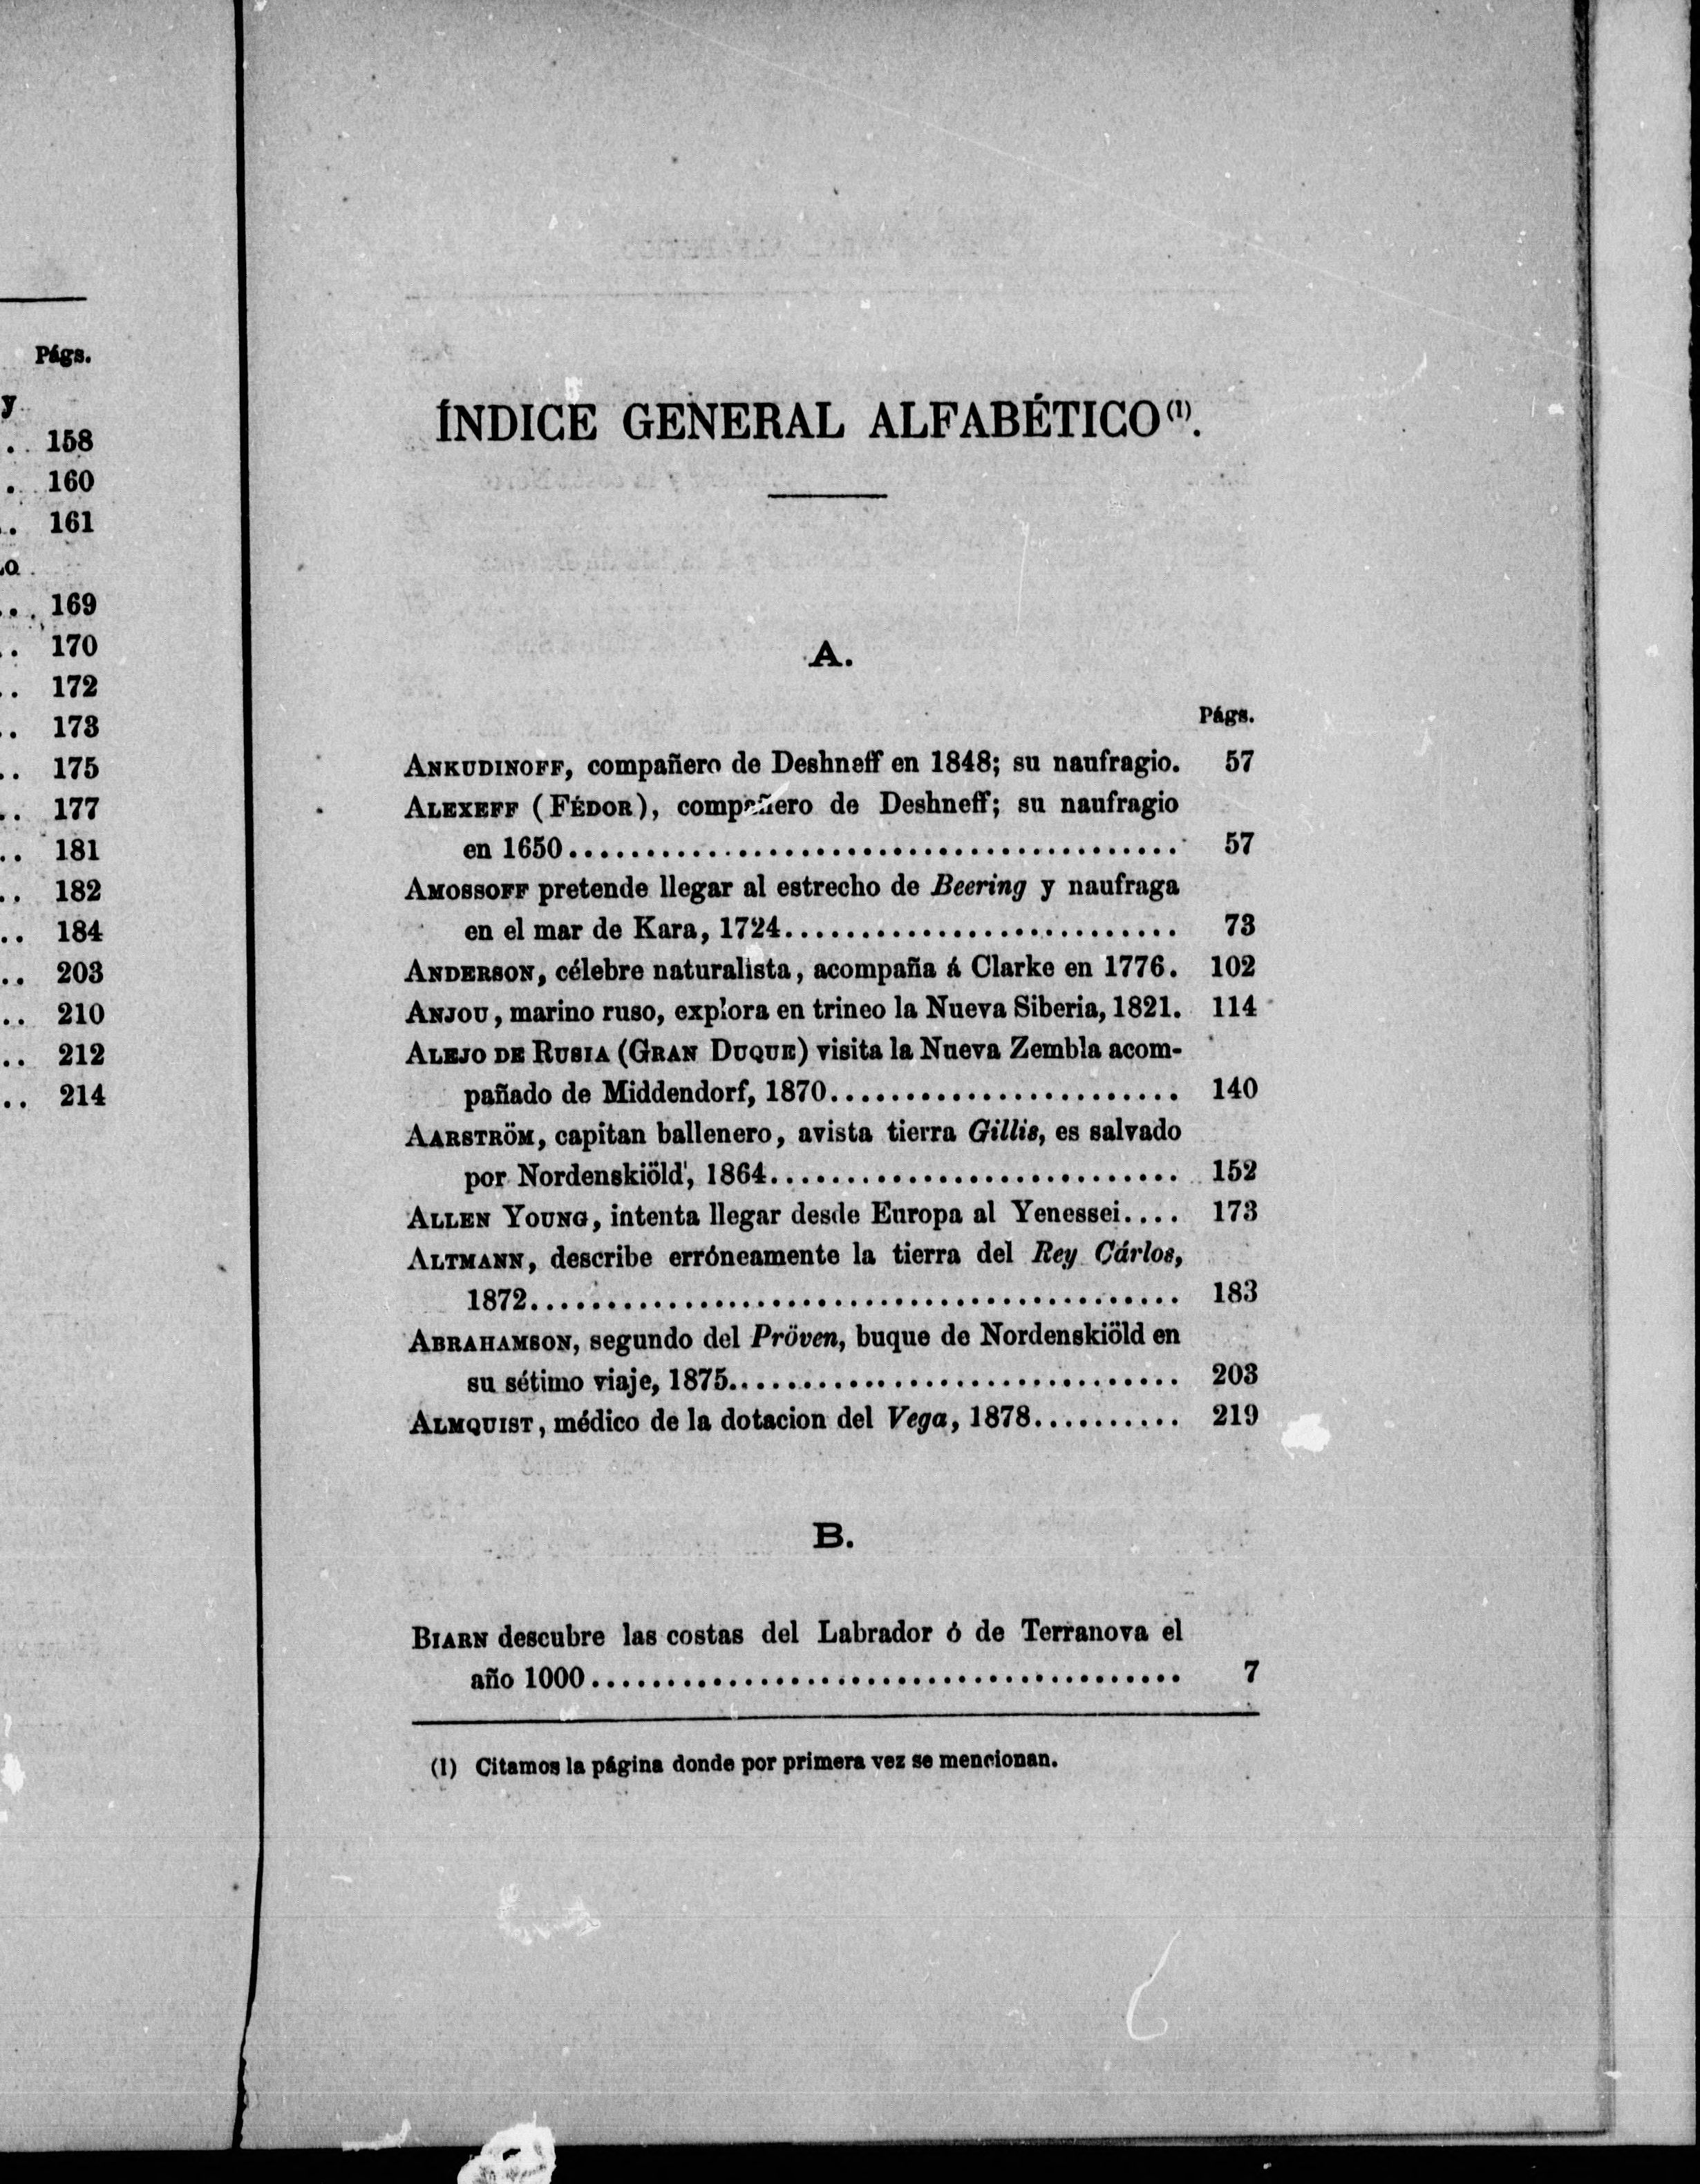 Págs.
y
.. 158
. 160
.. 161
.. 169
.. 170
.. 172
.. 173
.. 175
.. 177
.. 181
.. 182
.. 184
.. 203
.. 210
.. 212
.. 214
ÍNDICE GENERAL ALFABÉTICO(1).
A.
Págs.
ANKUDINOFF, compañero de Deshneff en 1848; su naufragio. 57
ALEXEFF (FÉDOR), compañero de Deshneff; su naufragio
en 1650........................................ 57
AMOSSOFF pretende llegar al estrecho de Beering y naufraga
en el mar de Kara, 1724.......................... 73
ANDERSON, célebre naturalista, acompaña á Clarke en 1776. 102
ANJOU, marino ruso, explora en trineo la Nueva Siberia, 1821. 114
ALEJO DE RUSIA (GRAN DUQUE) visita la Nueva Zembla acom-
pañado de Middendorf, 1870....................... 140
AARSTRÖM, capitan ballenero, avista tierra Gillis, es salvado
por Nordenskiöld, 1864........................... 152
ALLEN YOUNG, intenta llegar desde Europa al Yenessei.... 173
ALTMANN, describe erróneamente la tierra del Rey Cárlos,
1872........................................... 183
ABRAHAMSON, segundo del Pröven, buque de Nordenskiöld en
su sétimo viaje, 1875.............................. 203
ALMQUIST, médico de la dotacion del Vega, 1878.......... 219
B.
BIARN descubre las costas del Labrador ó de Terranova el
año 1000....................................... 7
(1) Citamos la página donde por primera vez se mencionan.